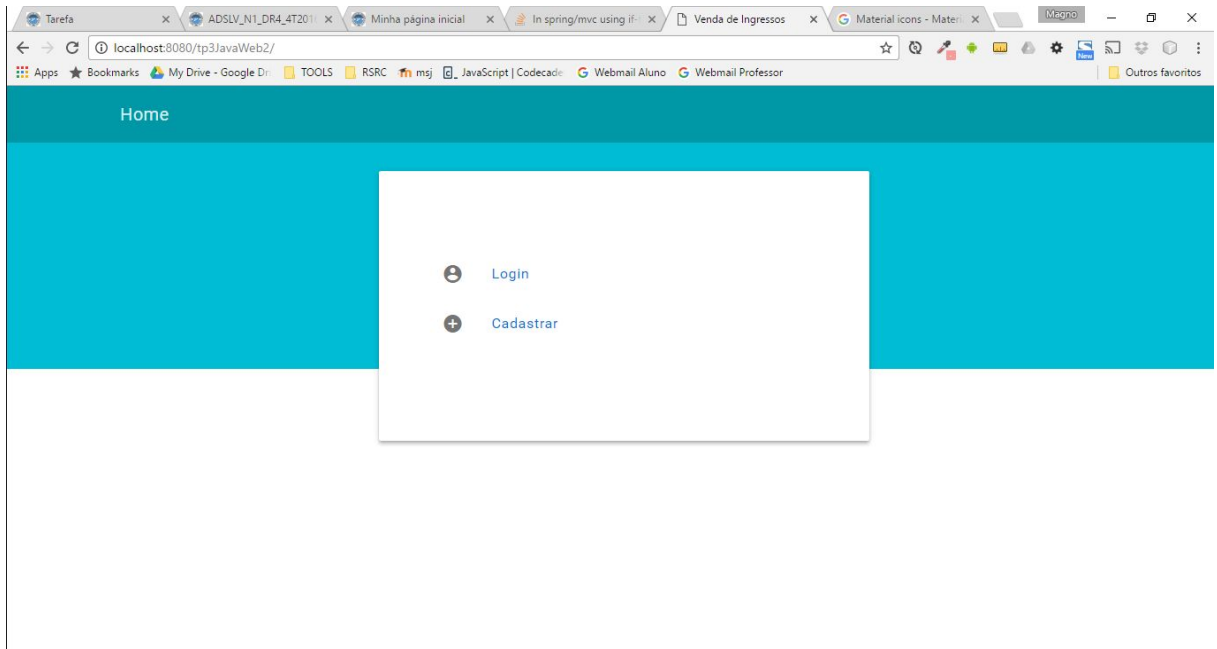 Tarefa ADSLV_N1_DR4_4T201 Minha página inicial In spring/mvc using if- Venda de Ingressos Material icons - Materi Magno
localhost:8080/tp3JavaWeb2/ New
Apps Bookmarks My Drive - Google Dr TOOLS RSRC msj JavaScript | Codecade Webmail Aluno Webmail Professor Outros favoritos
Home
Login
Cadastrar